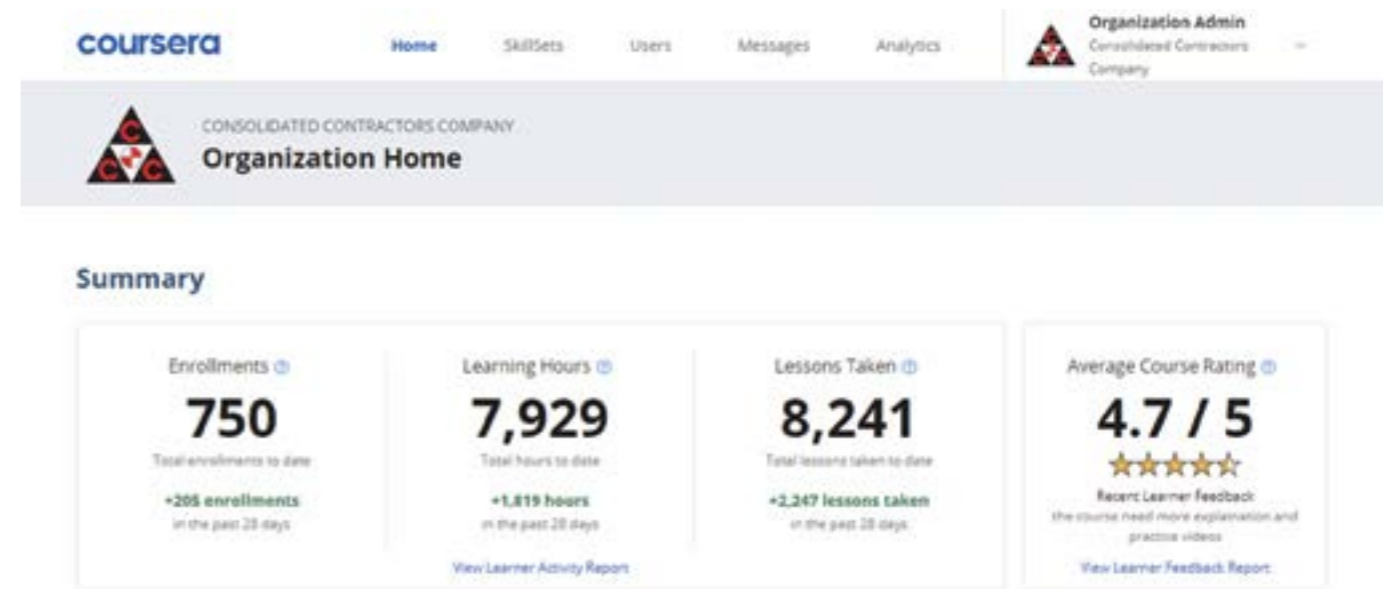 coursera
Home SkillSets Users Messages Analytics
Organization Admin
Consolidated Contractors
Company
C
C C
CONSOLIDATED CONTRACTORS COMPANY
Organization Home
Summary
Enrollments
750
Total enrollments to date
+205 enrollments
in the past 28 days
Learning Hours
7,929
Total hours to date
+1,819 hours
in the past 28 days
View Learner Activity Report
Lessons Taken
8,241
Total lessons taken to date
+2,247 lessons taken
in the past 28 days
Average Course Rating
4.7 / 5
Recent Learner Feedback
the course need more explaination and
practise videos
View Learner Feedback Report